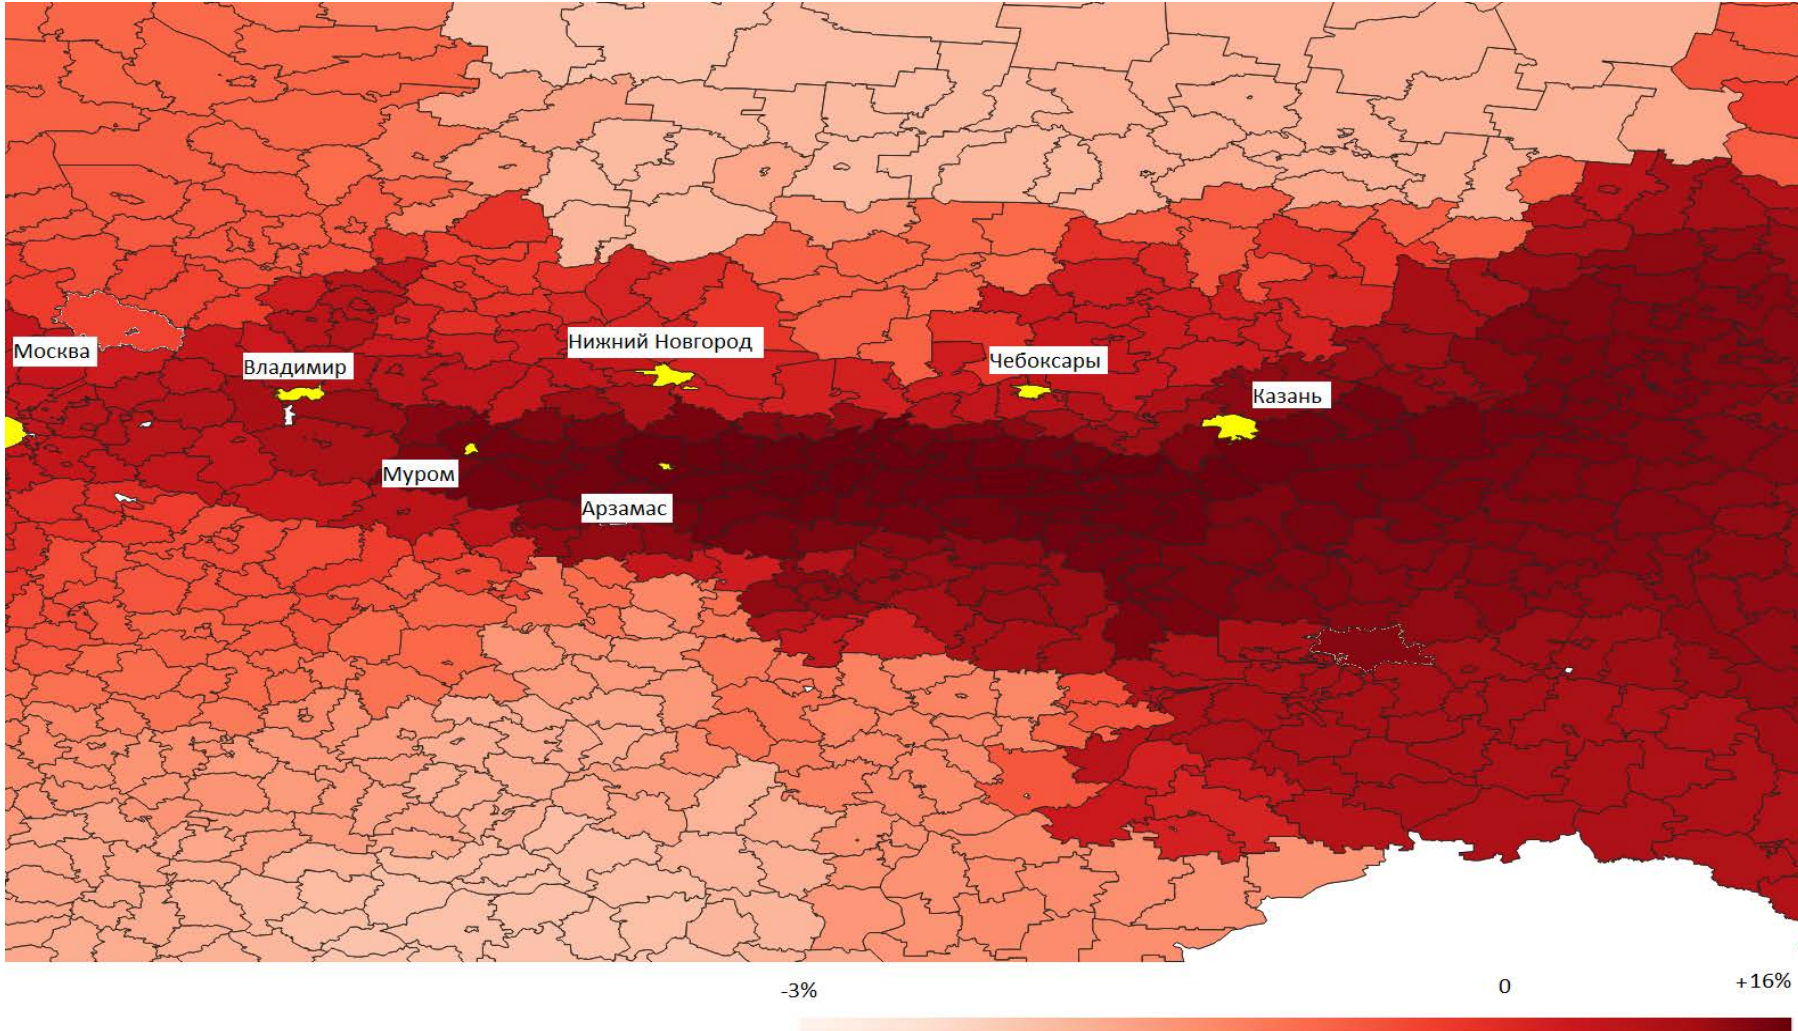 Нижний Новгород
Москва
Чебоксары
Владимир
Казань
Муром
Арзамас
-3%
0
+16%